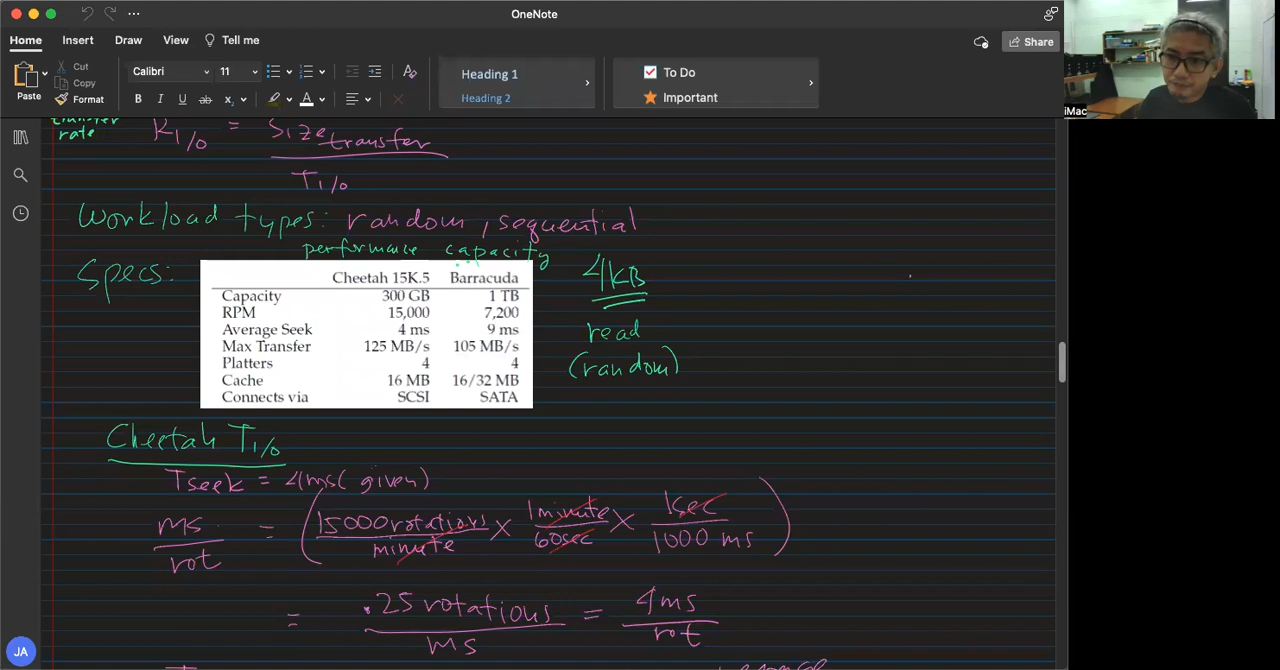 OneNote
Home Insert Draw View Tell me
Share
Paste
Cut
Copy
Format
Calibri 11
B I U ab x
Heading 1
Heading 2
To Do
Important
iMac
transfer
rate
R I/O = Size transfer
T I/O
Workload types: random, sequential
performance capacity
Specs:
Cheetah 15K.5 Barracuda
Capacity 300 GB 1 TB
RPM 15,000 7,200
Average Seek 4 ms 9 ms
Max Transfer 125 MB/s 105 MB/s
Platters 4 4
Cache 16 MB 16/32 MB
Connects via SCSI SATA
4KB
read
(random)
Cheetah T I/O
Tseek = 4ms (given)
ms/rot = (15000 rotations/minute × 1 minute/60 sec × 1 sec/1000 ms)
= .25 rotations/ms = 4ms/rot
JA